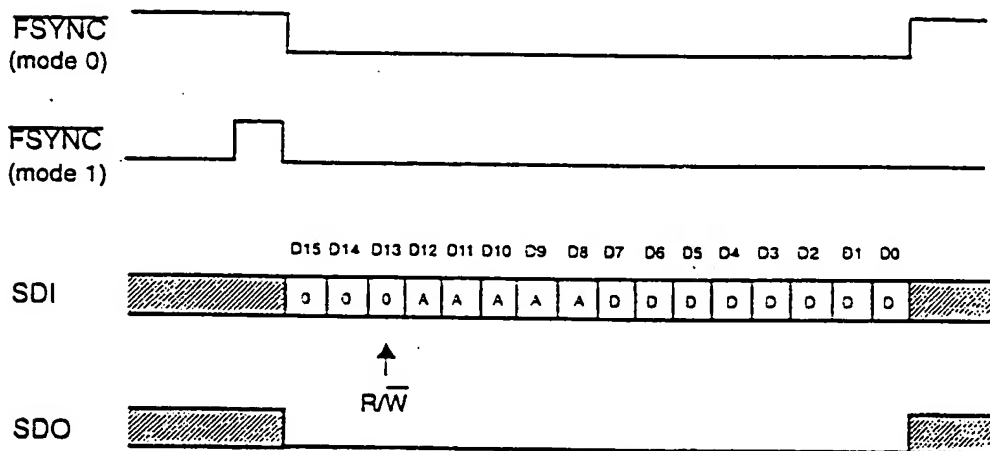 FSYNC
(mode 0)
FSYNC
(mode 1)
D15 D14 D13 D12 D11 D10 D9 D8 D7 D6 D5 D4 D3 D2 D1 D0
SDI 0 0 0 A A A A A D D D D D D D D
R/W
SDO